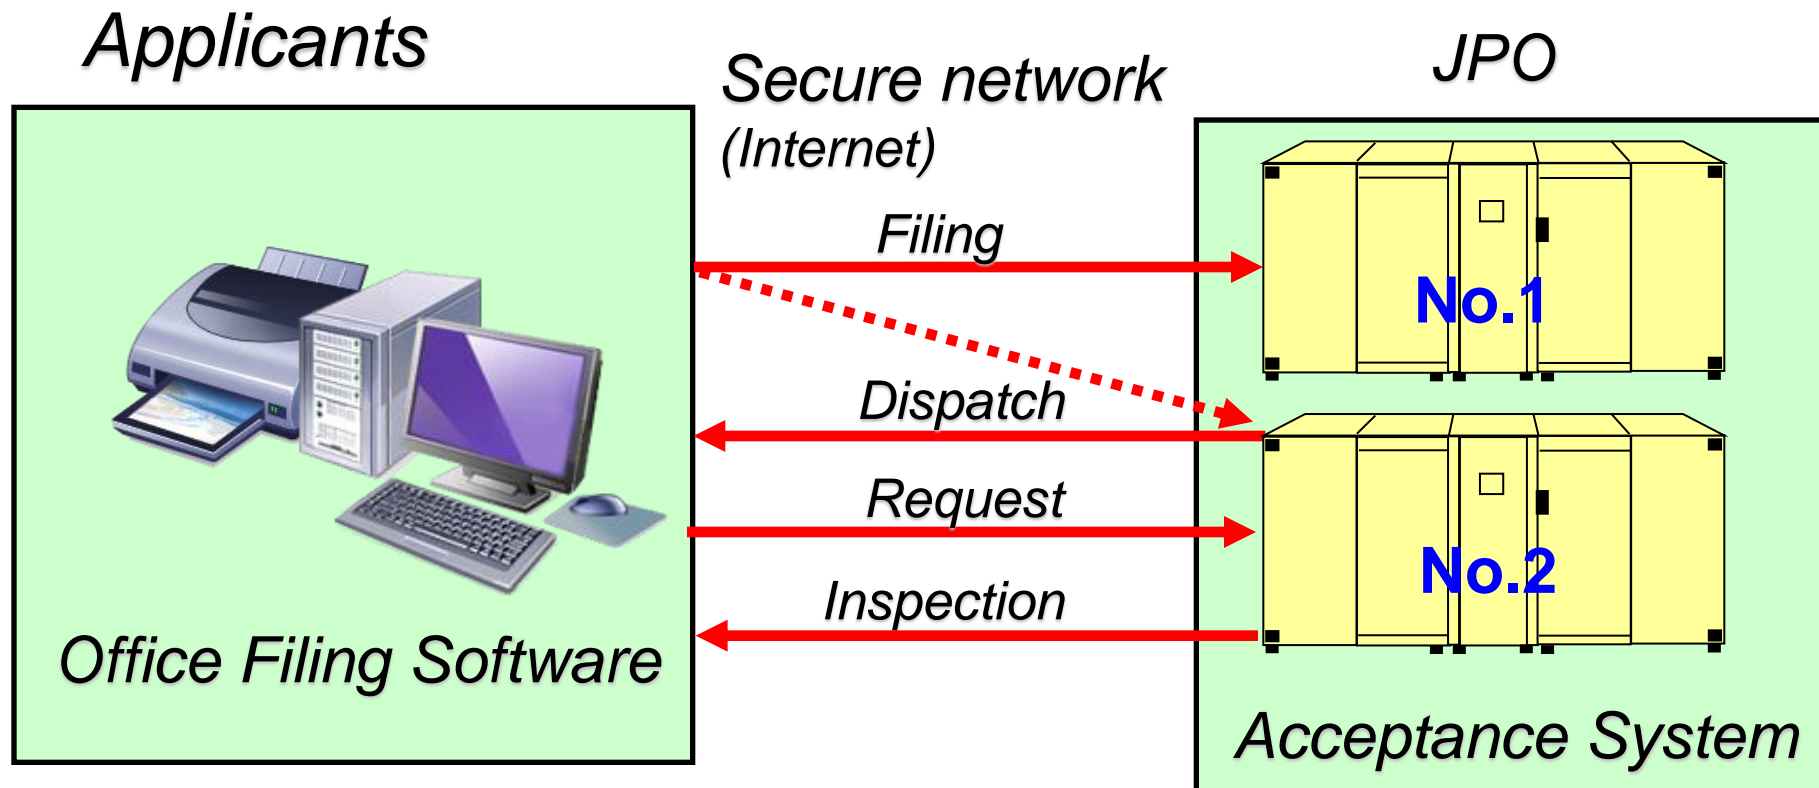 Applicants
Secure network
(Internet)
JPO
Filing
No.1
Dispatch
Request
No.2
Inspection
Office Filing Software
Acceptance System